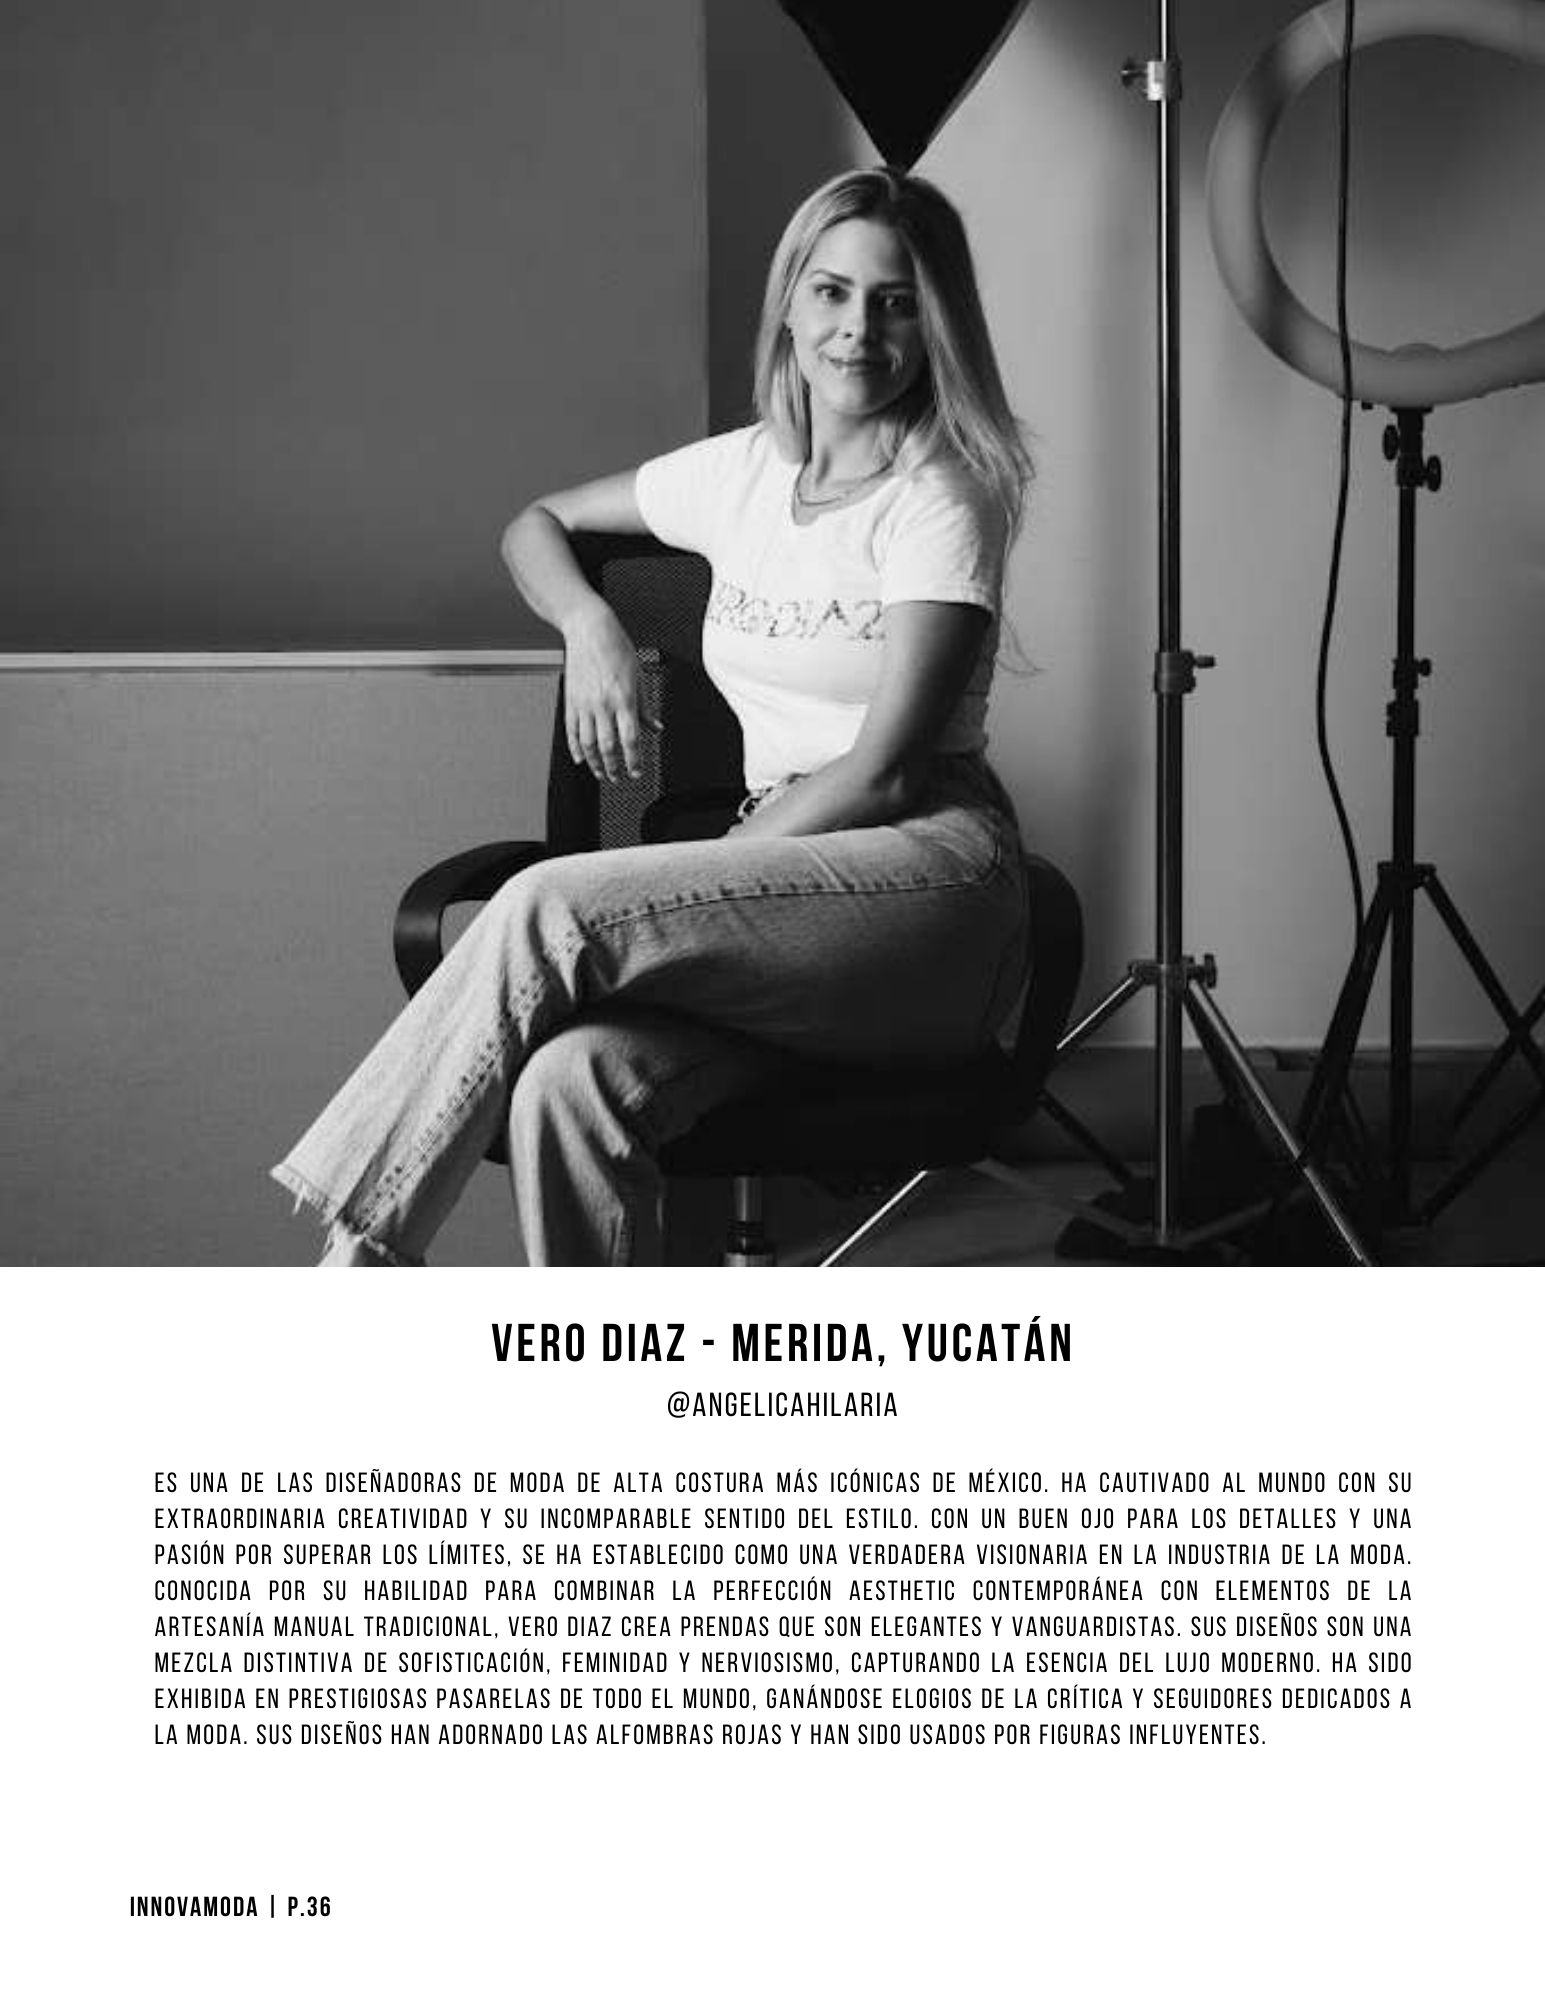 RODIAZ
VERO DIAZ - MERIDA, YUCATÁN
@ANGELICAHILARIA
ES UNA DE LAS DISEÑADORAS DE MODA DE ALTA COSTURA MÁS ICÓNICAS DE MÉXICO. HA CAUTIVADO AL MUNDO CON SU
EXTRAORDINARIA CREATIVIDAD Y SU INCOMPARABLE SENTIDO DEL ESTILO. CON UN BUEN OJO PARA LOS DETALLES Y UNA
PASIÓN POR SUPERAR LOS LÍMITES, SE HA ESTABLECIDO COMO UNA VERDADERA VISIONARIA EN LA INDUSTRIA DE LA MODA.
CONOCIDA POR SU HABILIDAD PARA COMBINAR LA PERFECCIÓN AESTHETIC CONTEMPORÁNEA CON ELEMENTOS DE LA
ARTESANÍA MANUAL TRADICIONAL, VERO DIAZ CREA PRENDAS QUE SON ELEGANTES Y VANGUARDISTAS. SUS DISEÑOS SON UNA
MEZCLA DISTINTIVA DE SOFISTICACIÓN, FEMINIDAD Y NERVIOSISMO, CAPTURANDO LA ESENCIA DEL LUJO MODERNO. HA SIDO
EXHIBIDA EN PRESTIGIOSAS PASARELAS DE TODO EL MUNDO, GANÁNDOSE ELOGIOS DE LA CRÍTICA Y SEGUIDORES DEDICADOS A
LA MODA. SUS DISEÑOS HAN ADORNADO LAS ALFOMBRAS ROJAS Y HAN SIDO USADOS POR FIGURAS INFLUYENTES.
INNOVAMODA | P.36